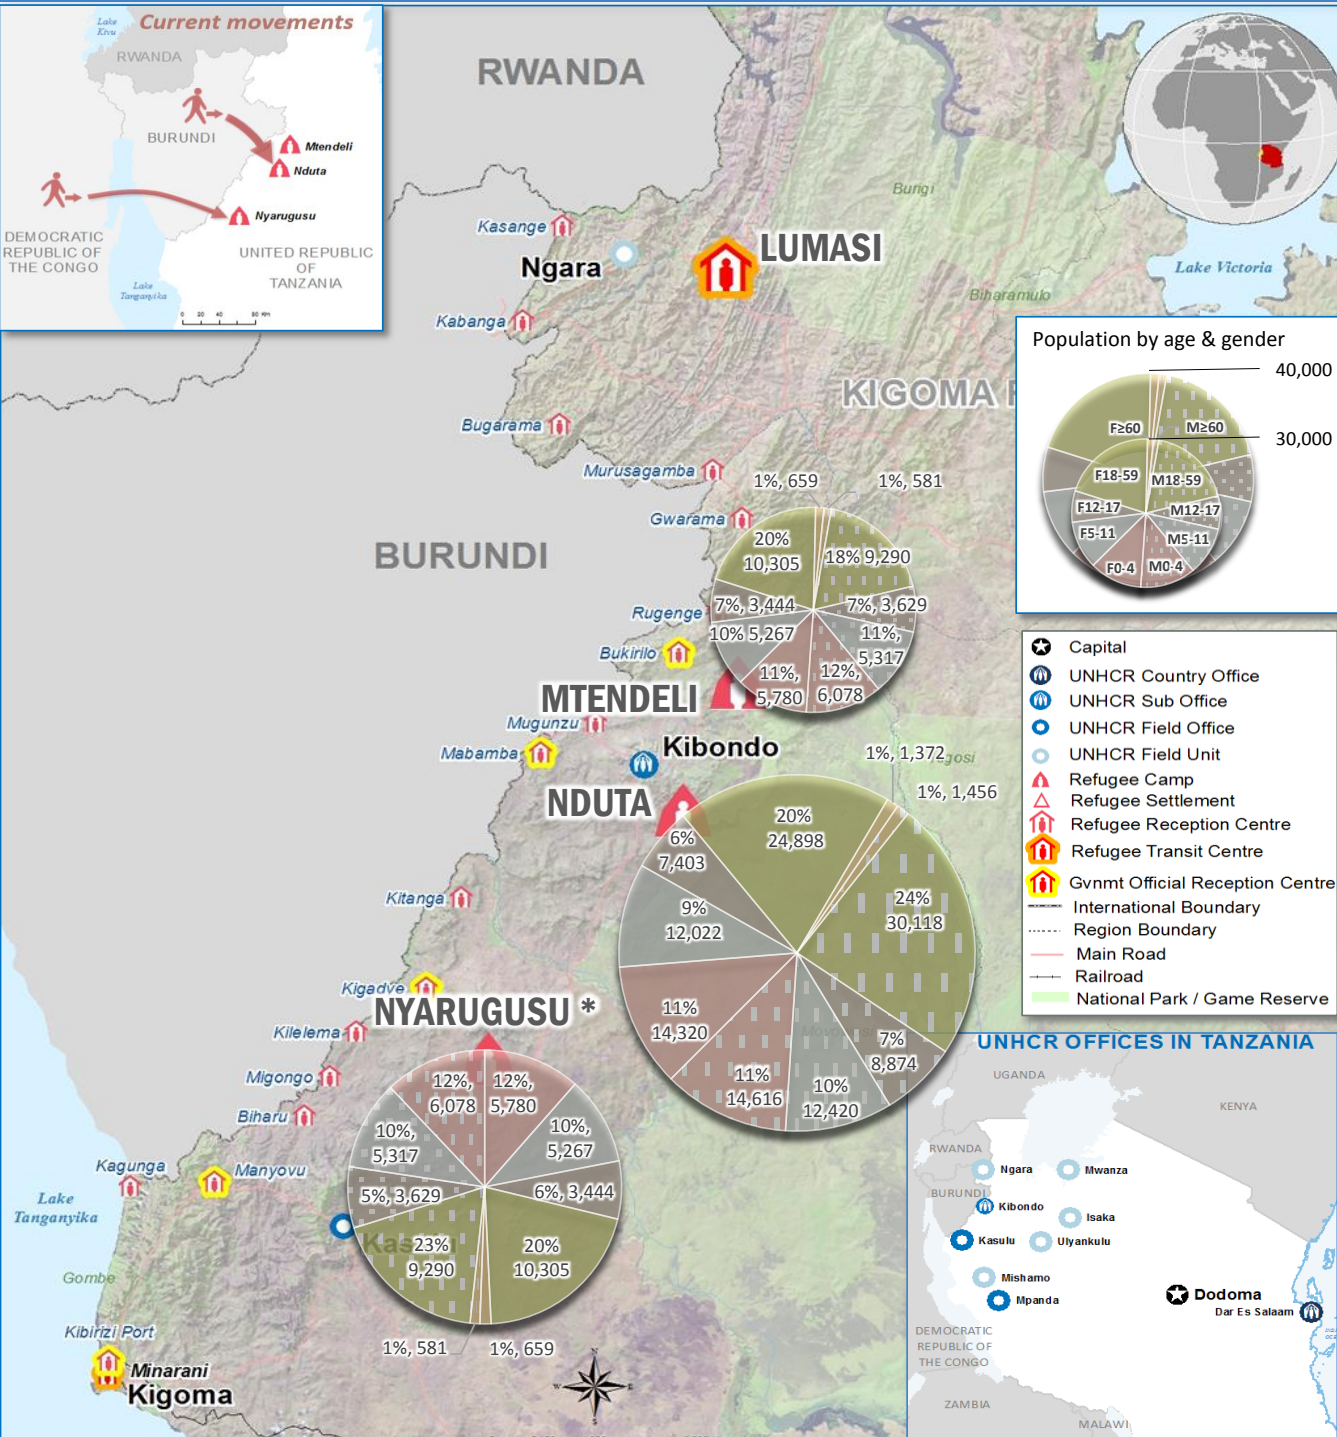 Current movements
Lake
Kivu
RWANDA
BURUNDI
Mtendeli
Nduta
Nyarugusu
DEMOCRATIC
REPUBLIC OF
THE CONGO
UNITED REPUBLIC
OF
TANZANIA
Lake
Tanganyika
0 20 40 80 Km
RWANDA
Burigi
Kasange
Ngara
LUMASI
Lake Victoria
Biharamulo
Kabanga
KIGOMA
Bugarama
Murusagamba
Gwarama
BURUNDI
Rugenge
Bukirilo
MTENDELI
Mugunzu
Mabamba
Kibondo
NDUTA
Kitanga
Kigadye
NYARUGUSU *
Kilelema
Migongo
Biharu
Kagunga
Manyovu
Lake
Tanganyika
Gombe
Kibirizi Port
Minarani
Kigoma
1%, 659
1%, 581
20%
10,305
18% 9,290
7%, 3,444
7%, 3,629
10% 5,267
11%,
5,317
11%,
5,780
12%,
6,078
1%, 1,372
1%, 1,456
20%
24,898
6%
7,403
24%
30,118
9%
12,022
11%
14,320
7%
8,874
11%
14,616
10%
12,420
12%,
6,078
12%,
5,780
10%,
5,317
10%,
5,267
5%, 3,629
6%, 3,444
23%
9,290
20%
10,305
1%, 581
1%, 659
N
W
E
S
Population by age & gender
40,000
30,000
F≥60
M≥60
F18-59
M18-59
F12-17
M12-17
F5-11
M5-11
F0-4
M0-4
Capital
UNHCR Country Office
UNHCR Sub Office
UNHCR Field Office
UNHCR Field Unit
Refugee Camp
Refugee Settlement
Refugee Reception Centre
Refugee Transit Centre
Gvnmt Official Reception Centre
International Boundary
Region Boundary
Main Road
Railroad
National Park / Game Reserve
UNHCR OFFICES IN TANZANIA
UGANDA
KENYA
RWANDA
Ngara
Mwanza
BURUNDI
Kibondo
Isaka
Kasulu
Ulyankulu
Mishamo
Mpanda
Dodoma
Dar Es Salaam
DEMOCRATIC
REPUBLIC OF
THE CONGO
ZAMBIA
MALAWI